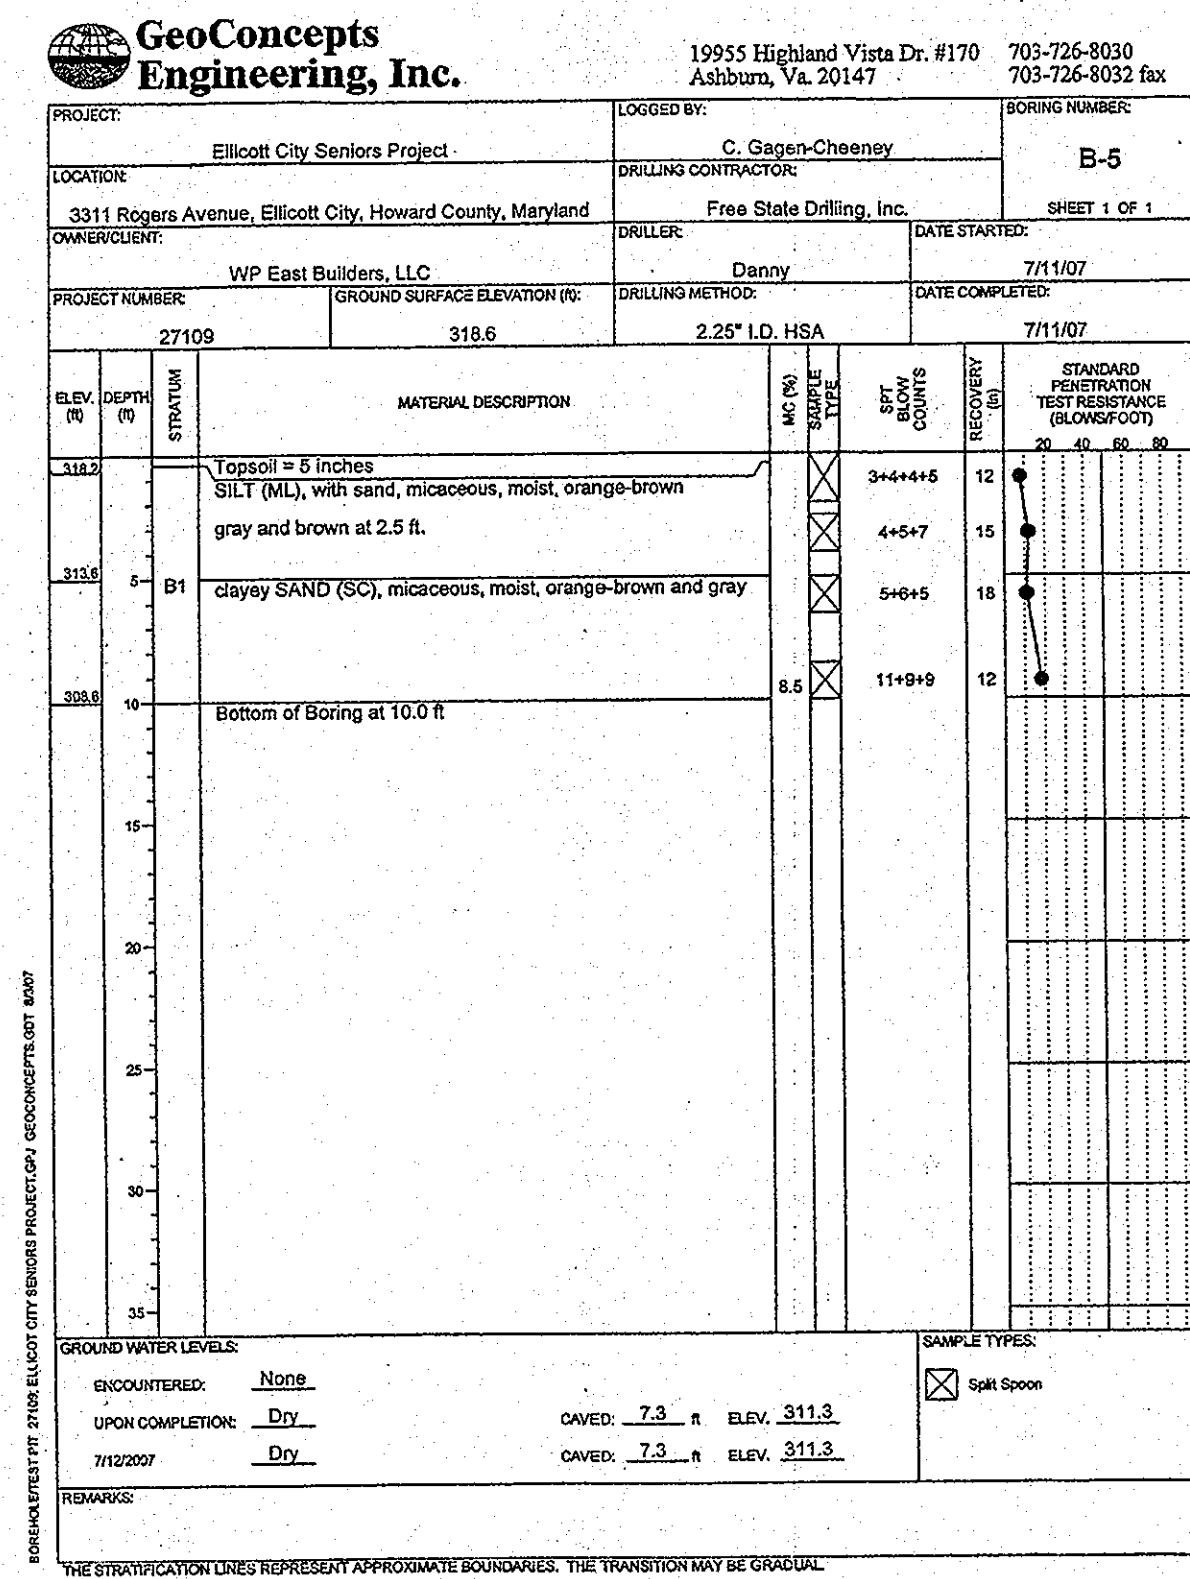 GeoConcepts
Engineering, Inc.
19955 Highland Vista Dr. #170 703-726-8030
Ashburn, Va. 20147 703-726-8032 fax
PROJECT: LOGGED BY: BORING NUMBER:
Ellicott City Seniors Project C. Gagen-Cheeney B-5
LOCATION: DRILLING CONTRACTOR:
3311 Rogers Avenue, Ellicott City, Howard County, Maryland Free State Drilling, Inc. SHEET 1 OF 1
OWNER/CLIENT: DRILLER: DATE STARTED:
WP East Builders, LLC Danny 7/11/07
PROJECT NUMBER: GROUND SURFACE ELEVATION (ft): DRILLING METHOD: DATE COMPLETED:
27109 318.6 2.25" I.D. HSA 7/11/07
ELEV. (ft) DEPTH (ft) STRATUM MATERIAL DESCRIPTION MC (%) SAMPLE TYPE SPT BLOW COUNTS RECOVERY (in) STANDARD PENETRATION TEST RESISTANCE (BLOWS/FOOT)
20 40 60 80
318.2 Topsoil = 5 inches
SILT (ML), with sand, micaceous, moist, orange-brown 3+4+4+5 12
gray and brown at 2.5 ft. 4+5+7 15
313.6 5 B1 clayey SAND (SC), micaceous, moist, orange-brown and gray 5+6+5 18
8.5 11+9+9 12
308.6 10 Bottom of Boring at 10.0 ft
15
20
25
30
35
GROUND WATER LEVELS: SAMPLE TYPES:
ENCOUNTERED: None Split Spoon
UPON COMPLETION: Dry CAVED: 7.3 ft ELEV. 311.3
7/12/2007 Dry CAVED: 7.3 ft ELEV. 311.3
REMARKS:
THE STRATIFICATION LINES REPRESENT APPROXIMATE BOUNDARIES. THE TRANSITION MAY BE GRADUAL
BOREHOLE/TEST PIT 27109; ELLICOT CITY SENIORS PROJECT.GPJ GEOCONCEPTS.GDT 8/3/07